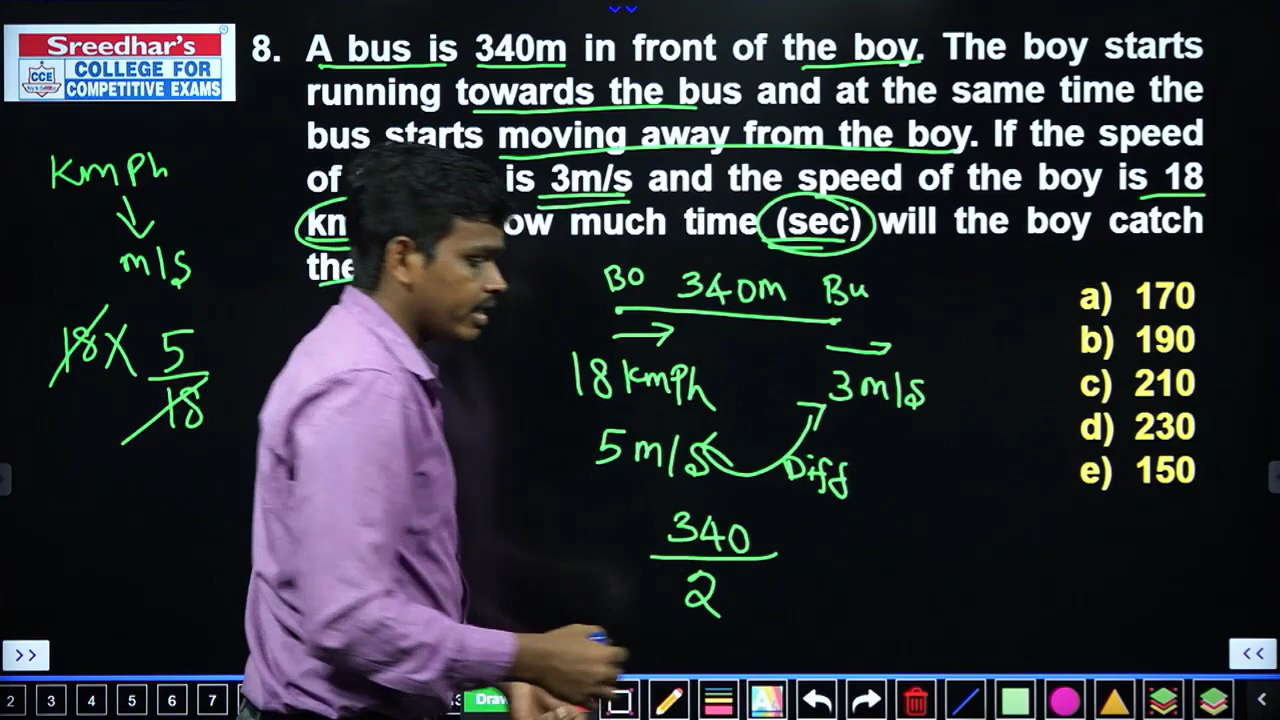 Sreedhar's
CCE
COLLEGE FOR
COMPETITIVE EXAMS
8. A bus is 340m in front of the boy. The boy starts
running towards the bus and at the same time the
bus starts moving away from the boy. If the speed
of is 3m/s and the speed of the boy is 18
much time (sec) will the boy catch
the
KmPh
m/s
18 X 5
18
BO 340m Bu
18 KmPh 3m/s
5m/s Diff
340
2
a) 170
b) 190
c) 210
d) 230
e) 150
>>
<<
2 3 4 5 6 7